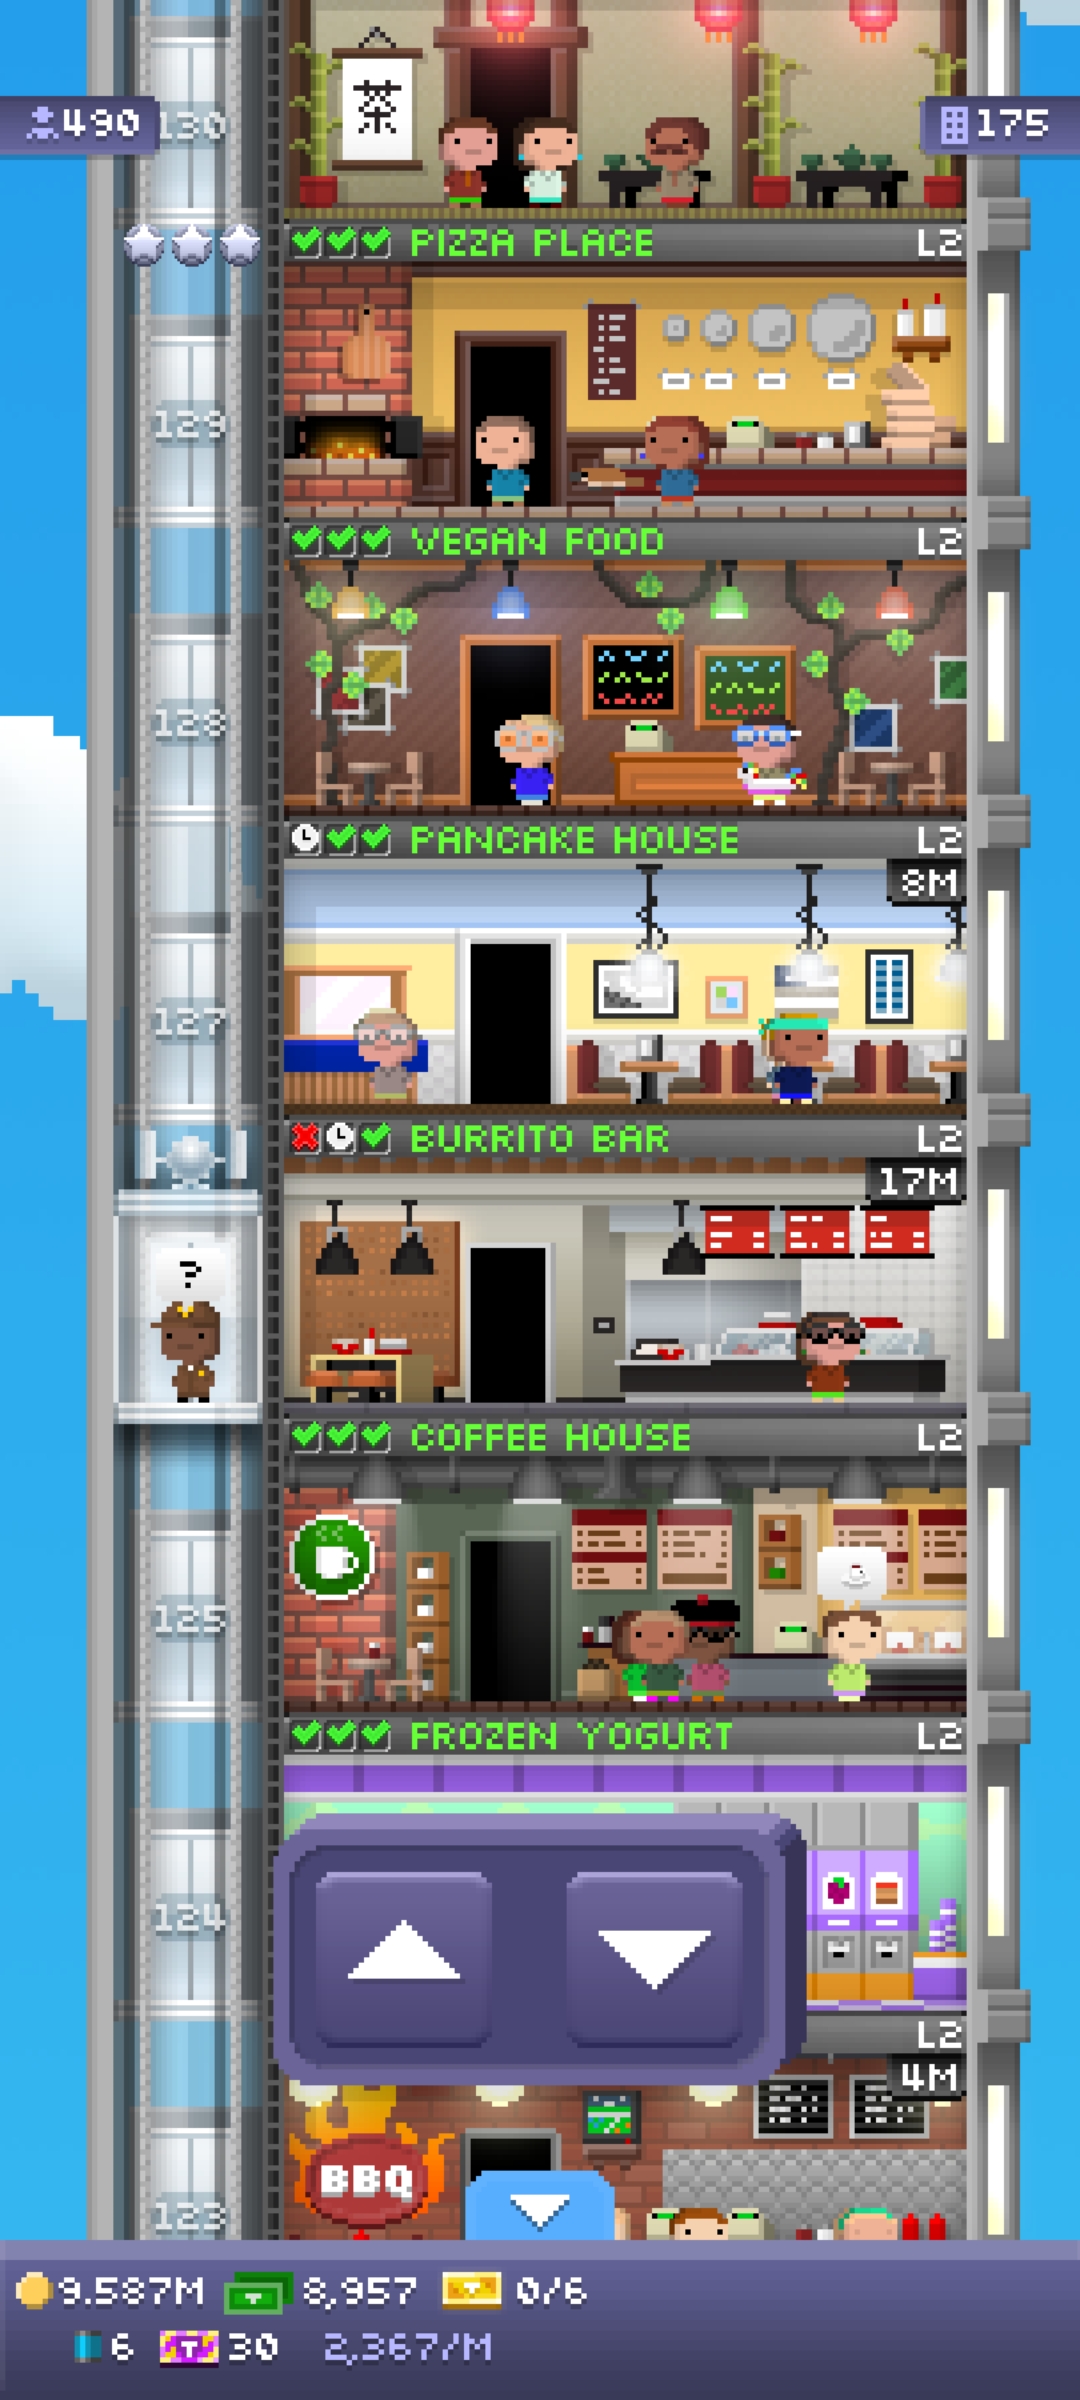 茶
130
490
175
PIZZA PLACE L2
129
VEGAN FOOD L2
128
PANCAKE HOUSE L2
8M
127
BURRITO BAR L2
17M
?
COFFEE HOUSE L2
125
FROZEN YOGURT L2
124
L2
4M
BBQ
123
9.587M 8,957 0/6
6 T 30 2,367/M